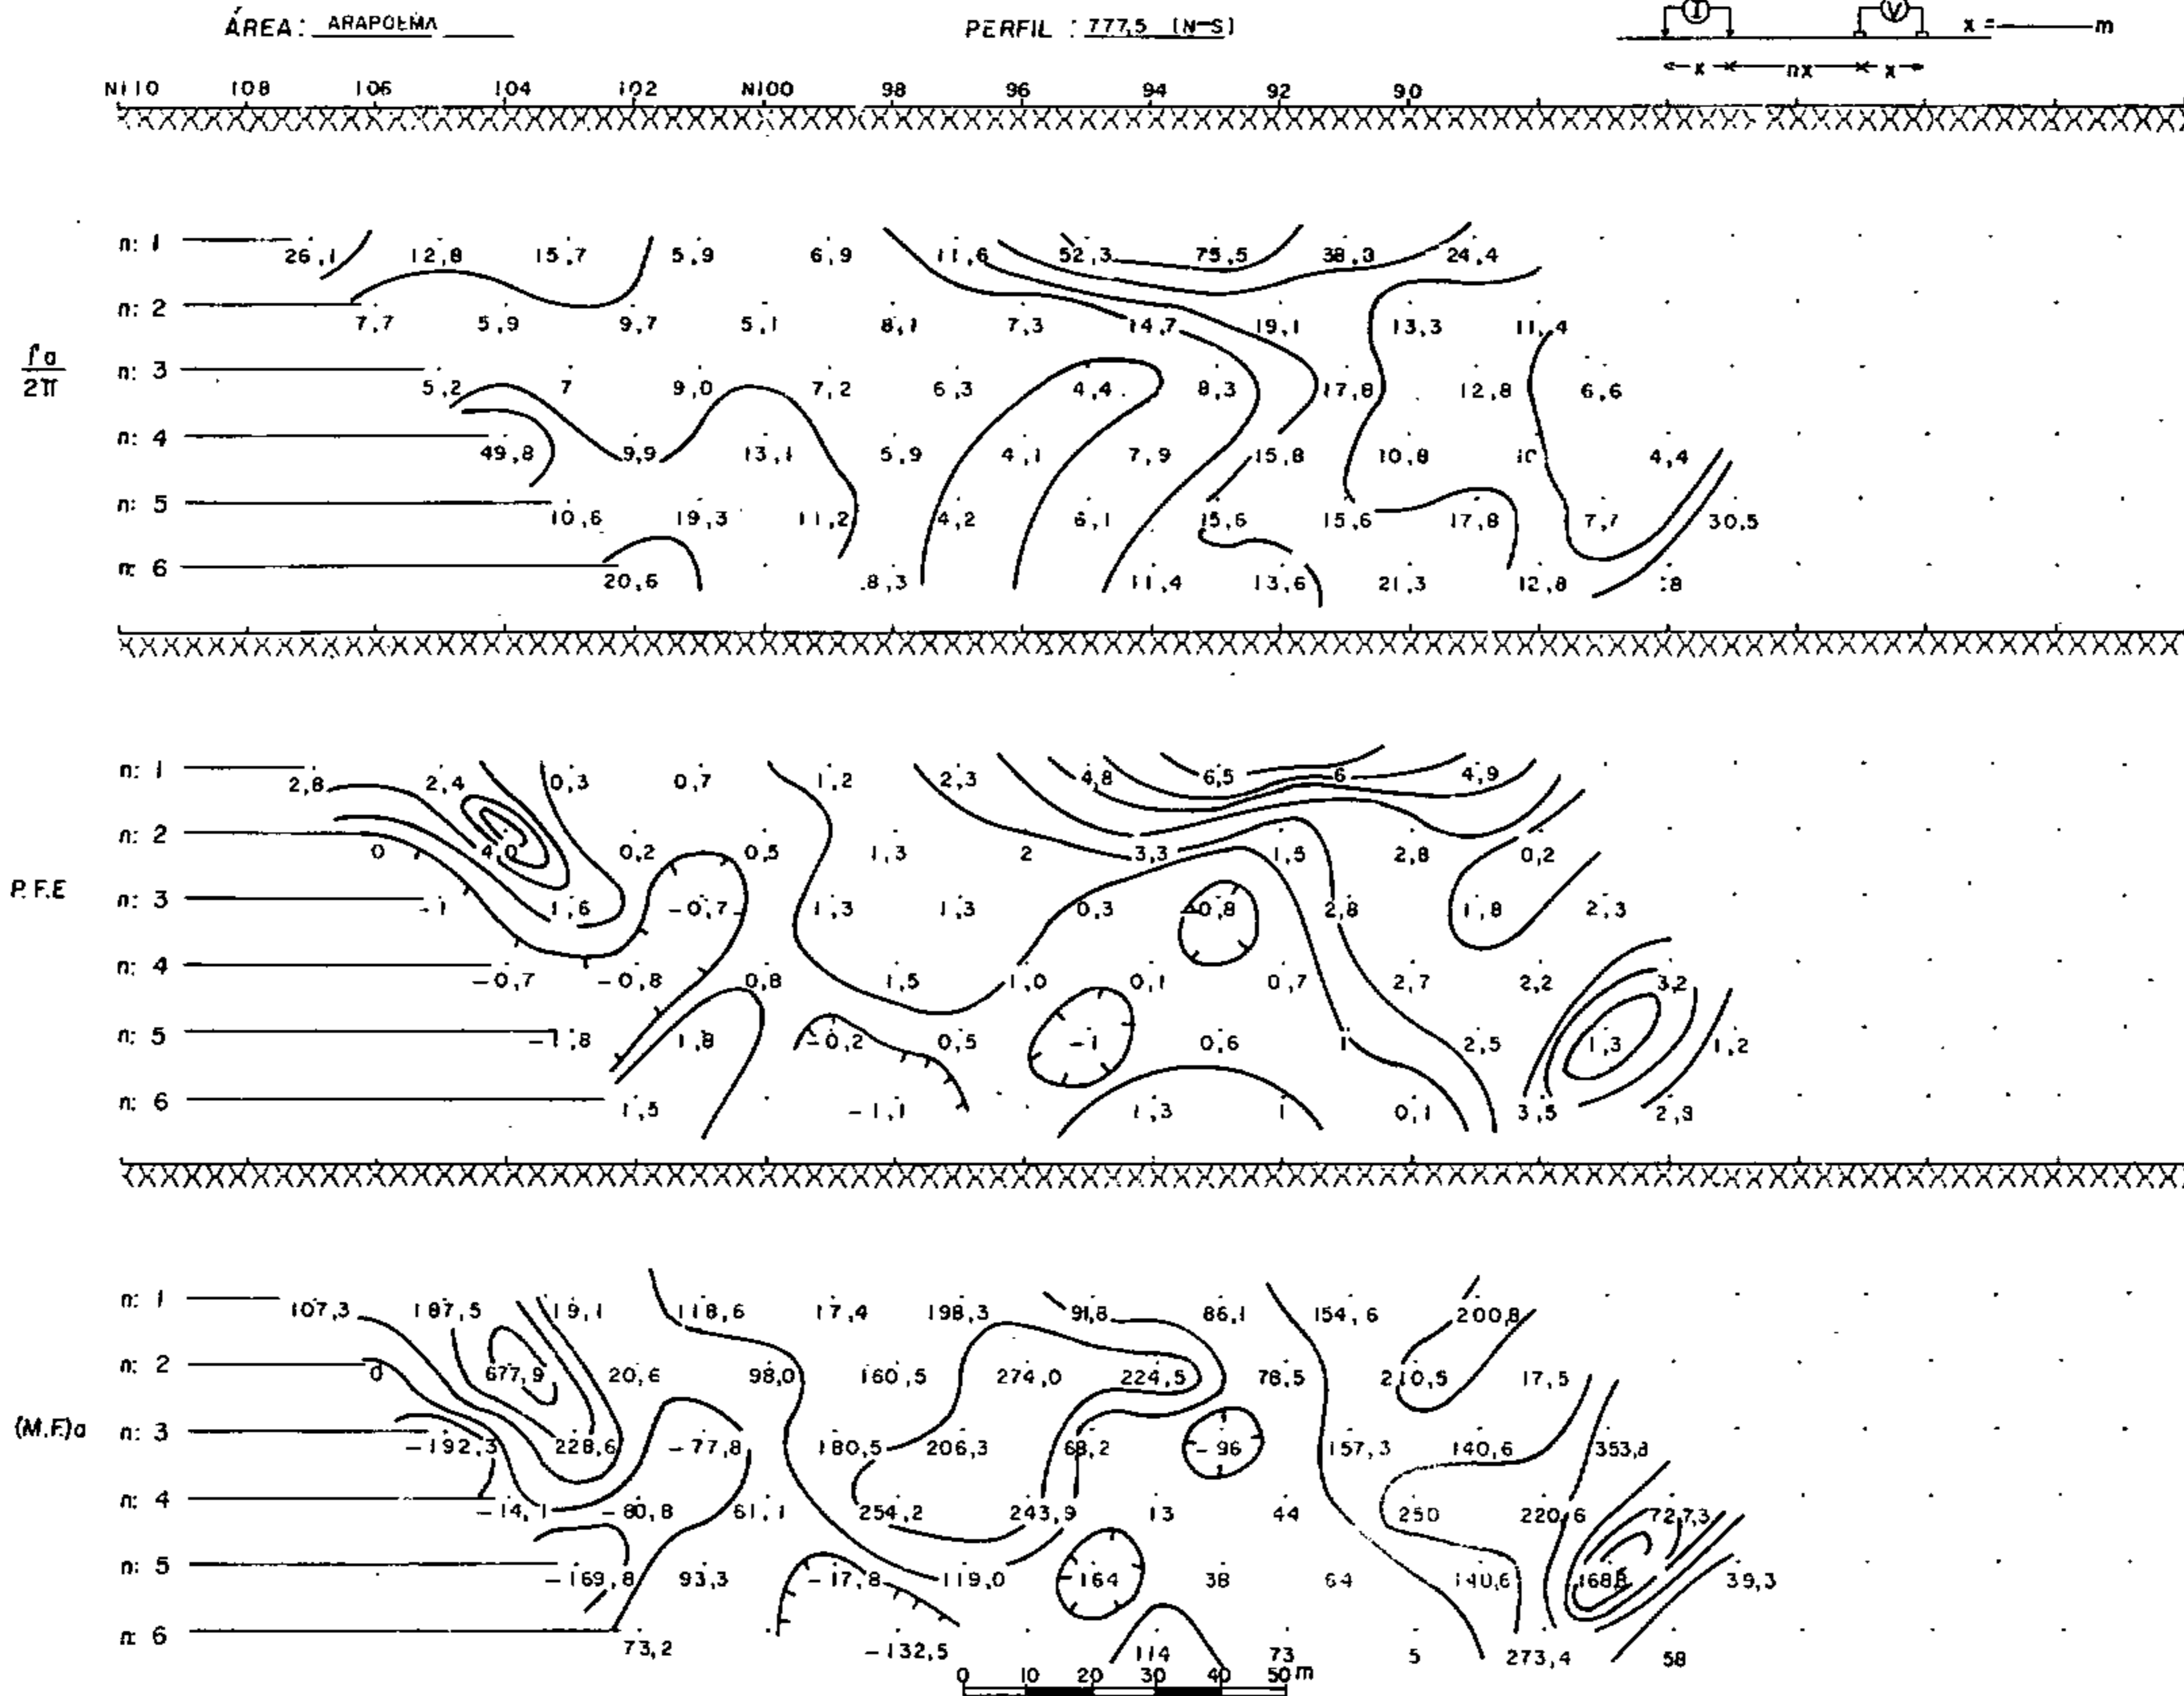 ÁREA: ARAPOEMA PERFIL : 777,5 (N-S) I V x = m
x nx x
N110 108 106 104 102 N100 98 96 94 92 90
n: 1 26,1 12,8 15,7 5,9 6,9 11,6 52,3 75,5 38,3 24,4
n: 2 7,7 5,9 9,7 5,1 8,1 7,3 14,7 19,1 13,3 11,4
ρa
2π
n: 3 5,2 7 9,0 7,2 6,3 4,4 8,3 17,8 12,8 6,6
n: 4 49,8 9,9 13,1 5,9 4,1 7,9 15,8 10,8 10 4,4
n: 5 10,6 19,3 11,2 4,2 6,1 15,6 15,6 17,8 7,7 30,5
n: 6 20,6 8,3 11,4 13,6 21,3 12,8 18
n: 1 2,8 2,4 0,3 0,7 1,2 2,3 4,8 6,5 6 4,9
n: 2 0 4,0 0,2 0,5 1,3 2 3,3 1,5 2,8 0,2
P.F.E
n: 3 -1 1,6 -0,7 1,3 1,3 0,3 -0,8 2,8 1,8 2,3
n: 4 -0,7 -0,8 0,8 1,5 1,0 0,1 0,7 2,7 2,2 3,2
n: 5 -1,8 1,8 -0,2 0,5 -1 0,6 1 2,5 1,3 1,2
n: 6 1,5 -1,1 1,3 1 0,1 3,5 2,9
n: 1 107,3 187,5 19,1 118,6 17,4 198,3 91,8 86,1 154,6 200,8
n: 2 0 677,9 20,6 98,0 160,5 274,0 224,5 78,5 210,5 17,5
(M.F.)a n: 3 -192,3 228,6 -77,8 180,5 206,3 68,2 -96 157,3 140,6 353,8
n: 4 -14,1 -80,8 61,1 254,2 243,9 13 44 250 220,6 727,3
n: 5 -169,8 93,3 -17,8 119,0 -164 38 64 140,6 168,8 39,3
n: 6 73,2 -132,5 114 73 5 273,4 58
0 10 20 30 40 50 m